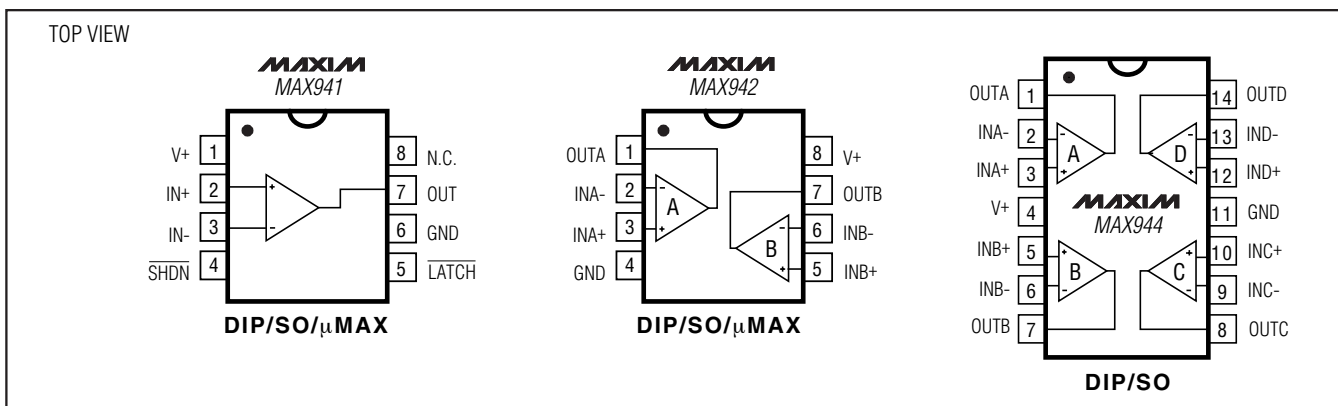 TOP VIEW
MAXIM
MAX941
V+ 1
IN+ 2
IN- 3
S̅H̅D̅N̅ 4
8 N.C.
7 OUT
6 GND
5 L̅A̅T̅C̅H̅
+
-
DIP/SO/μMAX
MAXIM
MAX942
OUTA 1
INA- 2
INA+ 3
GND 4
8 V+
7 OUTB
6 INB-
5 INB+
-
A
+
-
B
+
DIP/SO/μMAX
OUTA 1
INA- 2
INA+ 3
V+ 4
INB+ 5
INB- 6
OUTB 7
14 OUTD
13 IND-
12 IND+
11 GND
10 INC+
9 INC-
8 OUTC
-
A
+
-
D
+
MAXIM
MAX944
+
B
-
+
C
-
DIP/SO